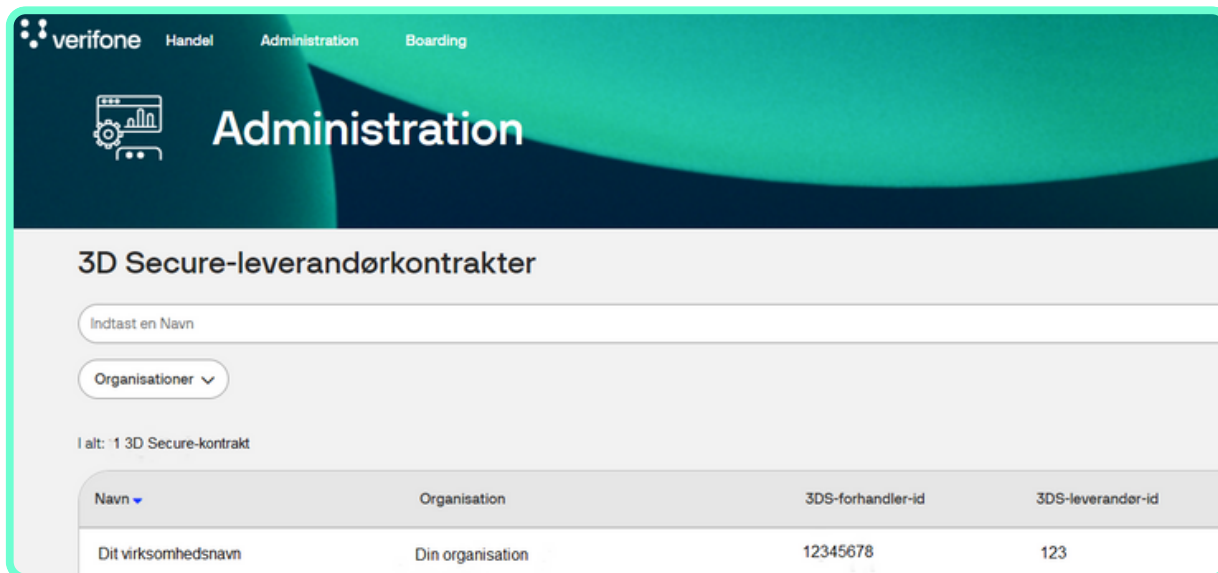 verifone Handel Administration Boarding
Administration
3D Secure-leverandørkontrakter
Indtast en Navn
Organisationer
I alt: 1 3D Secure-kontrakt
Navn Organisation 3DS-forhandler-id 3DS-leverandør-id
Dit virksomhedsnavn Din organisation 12345678 123